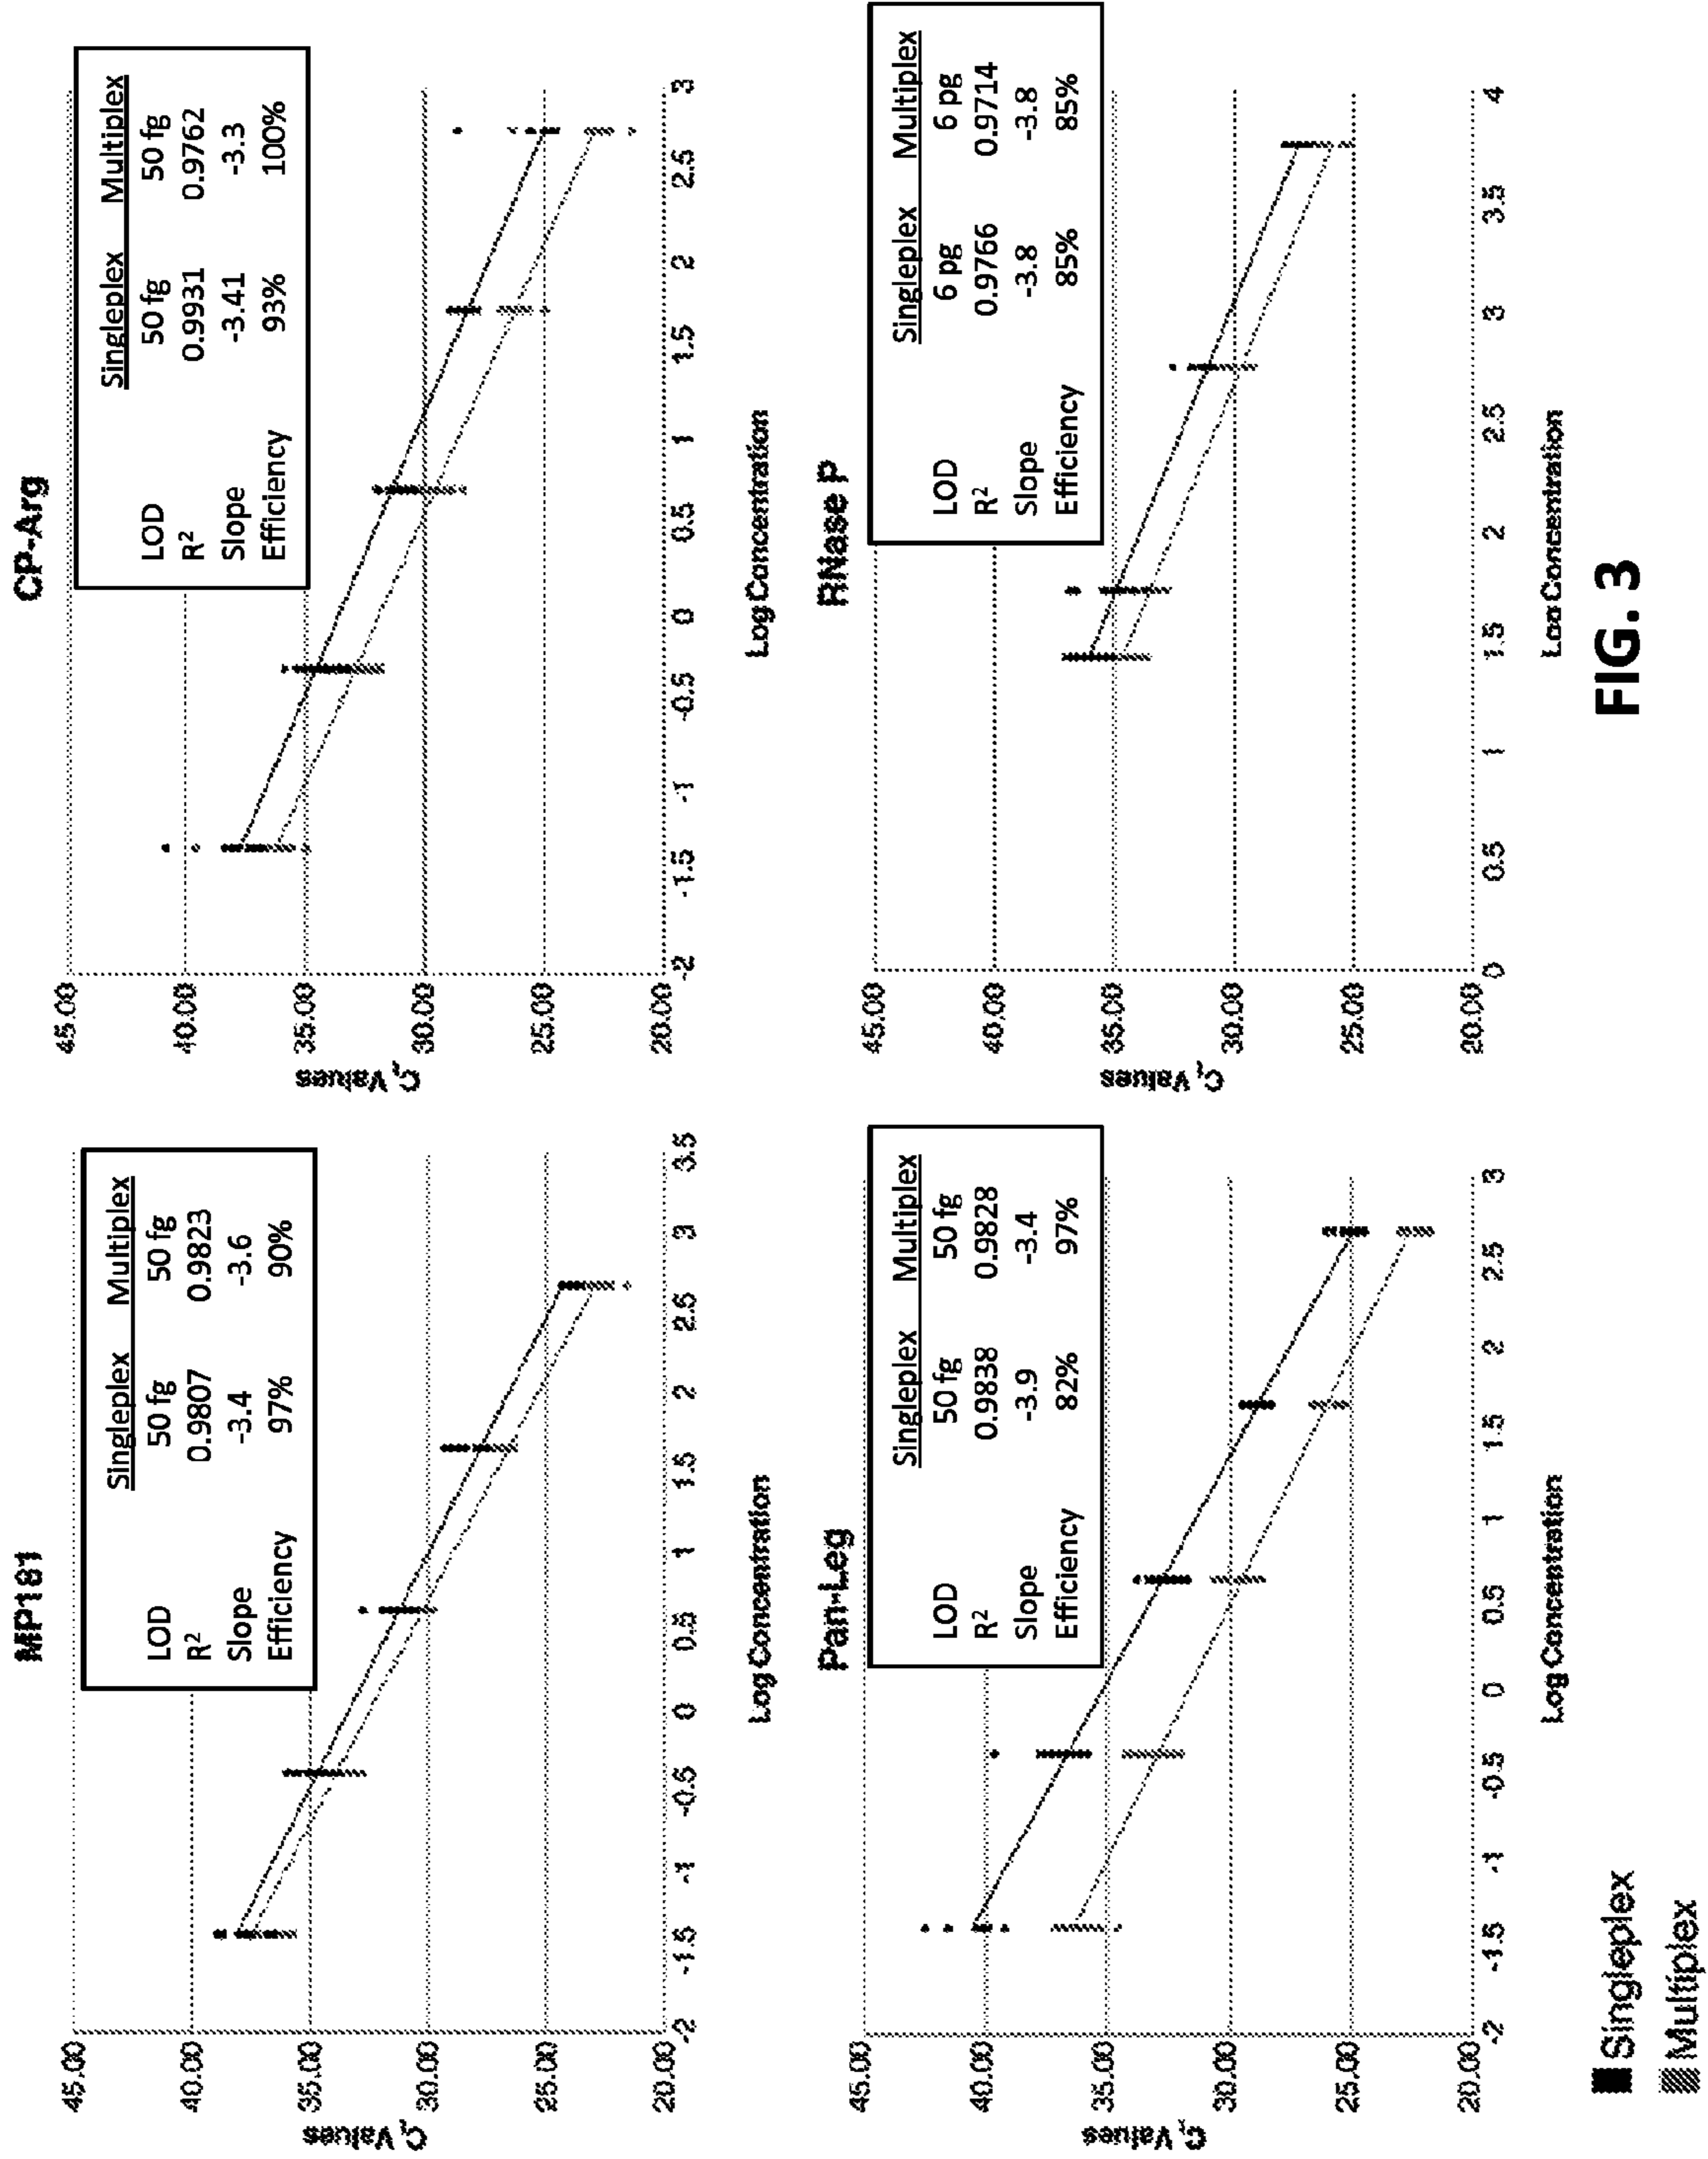 MP181
Singleplex Multiplex
LOD 50 fg 50 fg
R² 0.9807 0.9823
Slope -3.4 -3.6
Efficiency 97% 90%
45.00
40.00
35.00
30.00
25.00
20.00
Cₜ Values
-2 -1.5 -1 -0.5 0 0.5 1 1.5 2 2.5 3 3.5
Log Concentration
CP-Arg
Singleplex Multiplex
LOD 50 fg 50 fg
R² 0.9931 0.9762
Slope -3.41 -3.3
Efficiency 93% 100%
45.00
40.00
35.00
30.00
25.00
20.00
Cₜ Values
-2 -1.5 -1 -0.5 0 0.5 1 1.5 2 2.5 3
Log Concentration
Pan-Leg
Singleplex Multiplex
LOD 50 fg 50 fg
R² 0.9838 0.9828
Slope -3.9 -3.4
Efficiency 82% 97%
45.00
40.00
35.00
30.00
25.00
20.00
Cₜ Values
-2 -1.5 -1 -0.5 0 0.5 1 1.5 2 2.5 3
Log Concentration
RNase P
Singleplex Multiplex
LOD 6 pg 6 pg
R² 0.9766 0.9714
Slope -3.8 -3.8
Efficiency 85% 85%
45.00
40.00
35.00
30.00
25.00
20.00
Cₜ Values
0 0.5 1 1.5 2 2.5 3 3.5 4
Log Concentration
Singleplex
Multiplex
FIG. 3